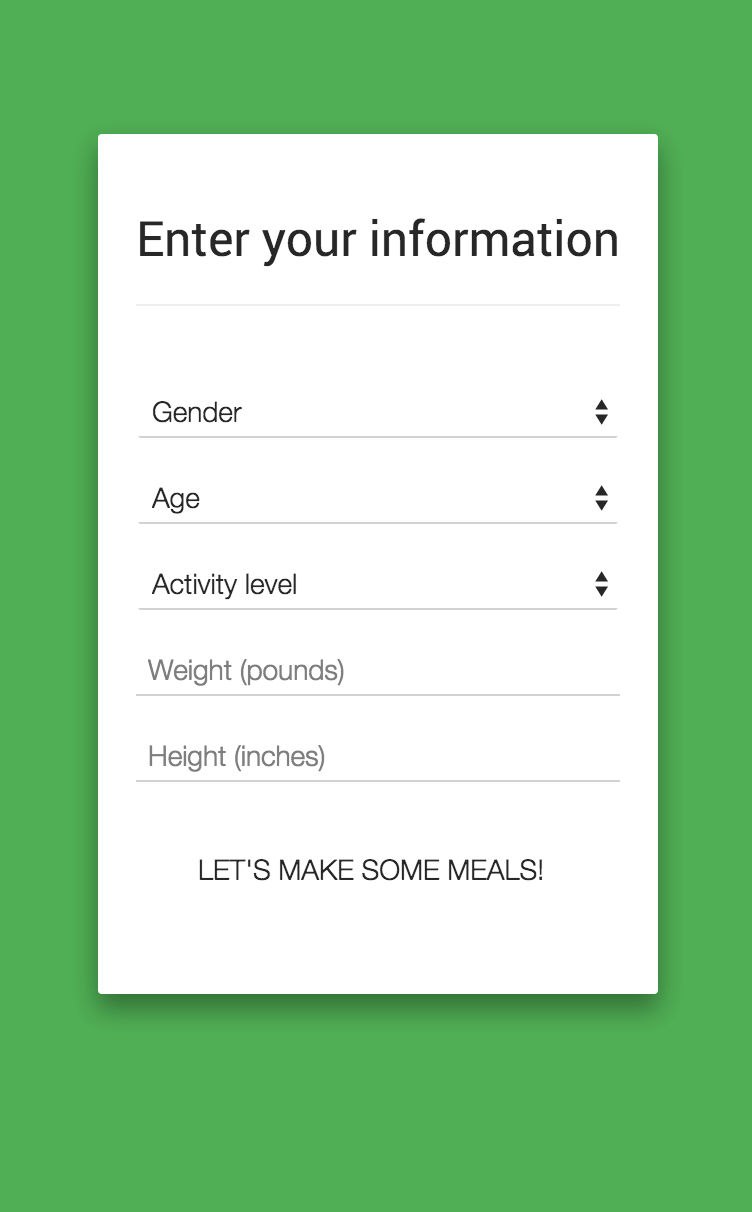 Enter your information
Gender
Age
Activity level
Weight (pounds)
Height (inches)
LET'S MAKE SOME MEALS!